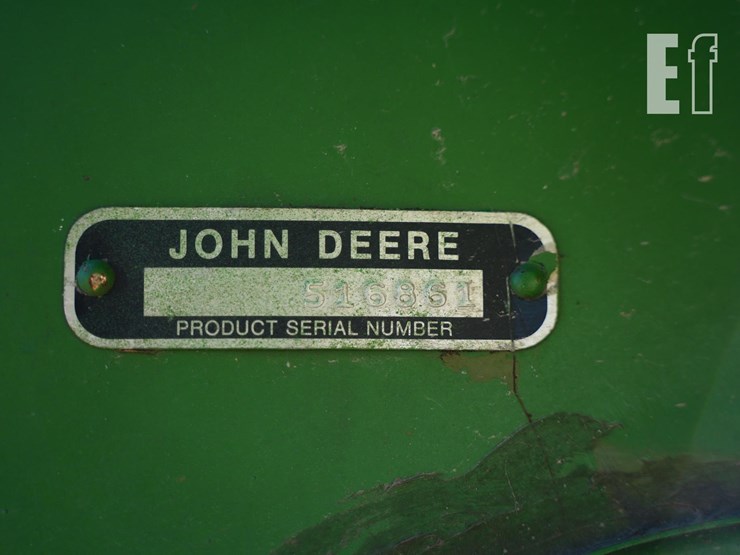 Ef
JOHN DEERE
516861
PRODUCT SERIAL NUMBER